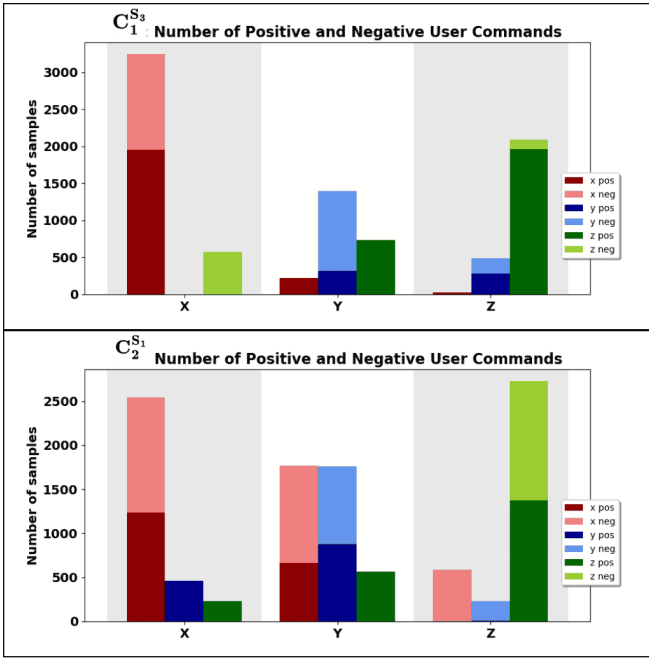 C₁^S₃
: Number of Positive and Negative User Commands
Number of samples
3000
2500
2000
1500
1000
500
0
X
Y
Z
x pos
x neg
y pos
y neg
z pos
z neg
C₂^S₁
Number of Positive and Negative User Commands
Number of samples
2500
2000
1500
1000
500
0
X
Y
Z
x pos
x neg
y pos
y neg
z pos
z neg